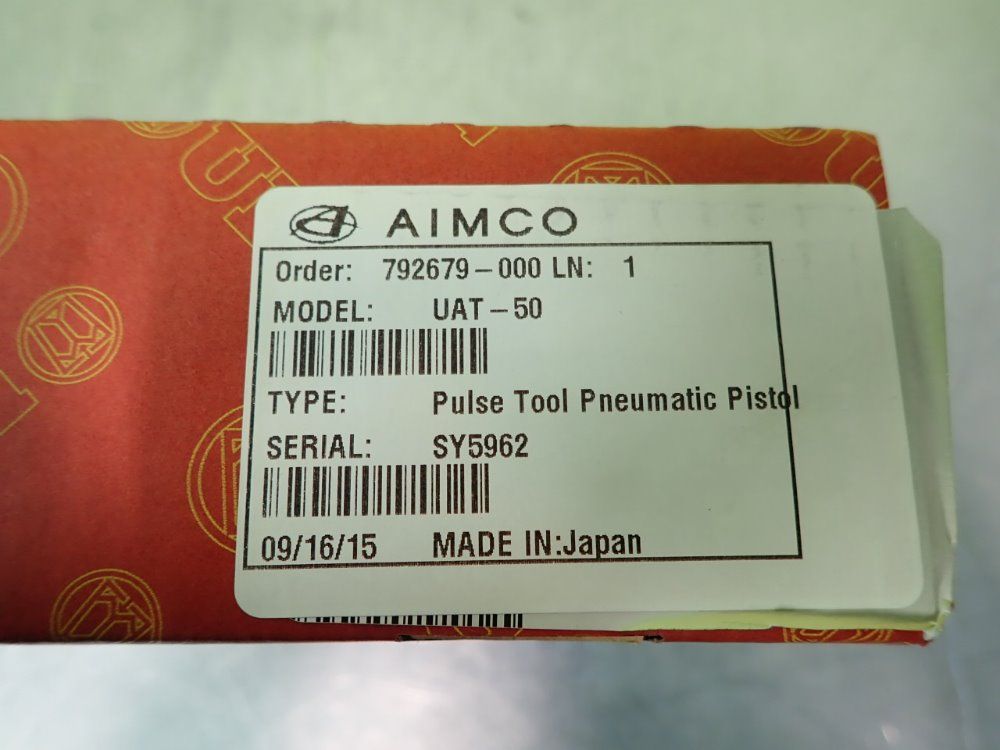 AIMCO
Order: 792679-000 LN: 1
MODEL: UAT-50
TYPE: Pulse Tool Pneumatic Pistol
SERIAL: SY5962
09/16/15 MADE IN:Japan